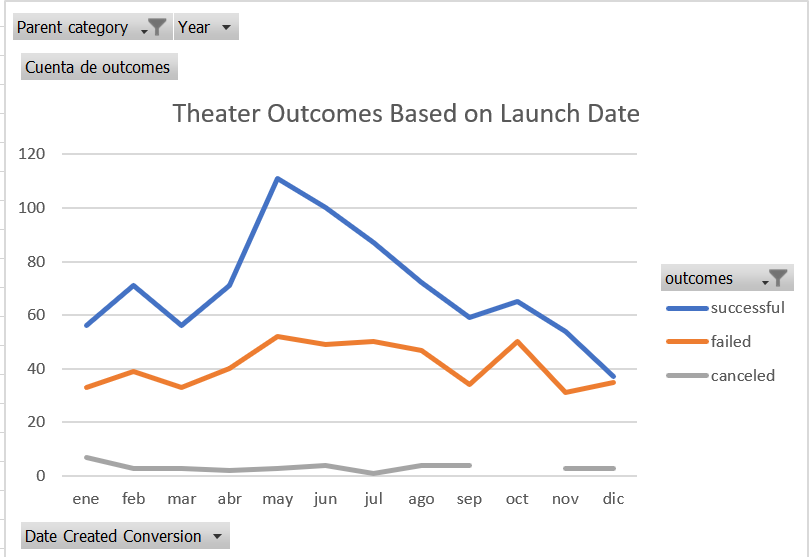 Parent category Year
Cuenta de outcomes
Theater Outcomes Based on Launch Date
120
100
80
60
40
20
0
ene feb mar abr may jun jul ago sep oct nov dic
outcomes
successful
failed
canceled
Date Created Conversion